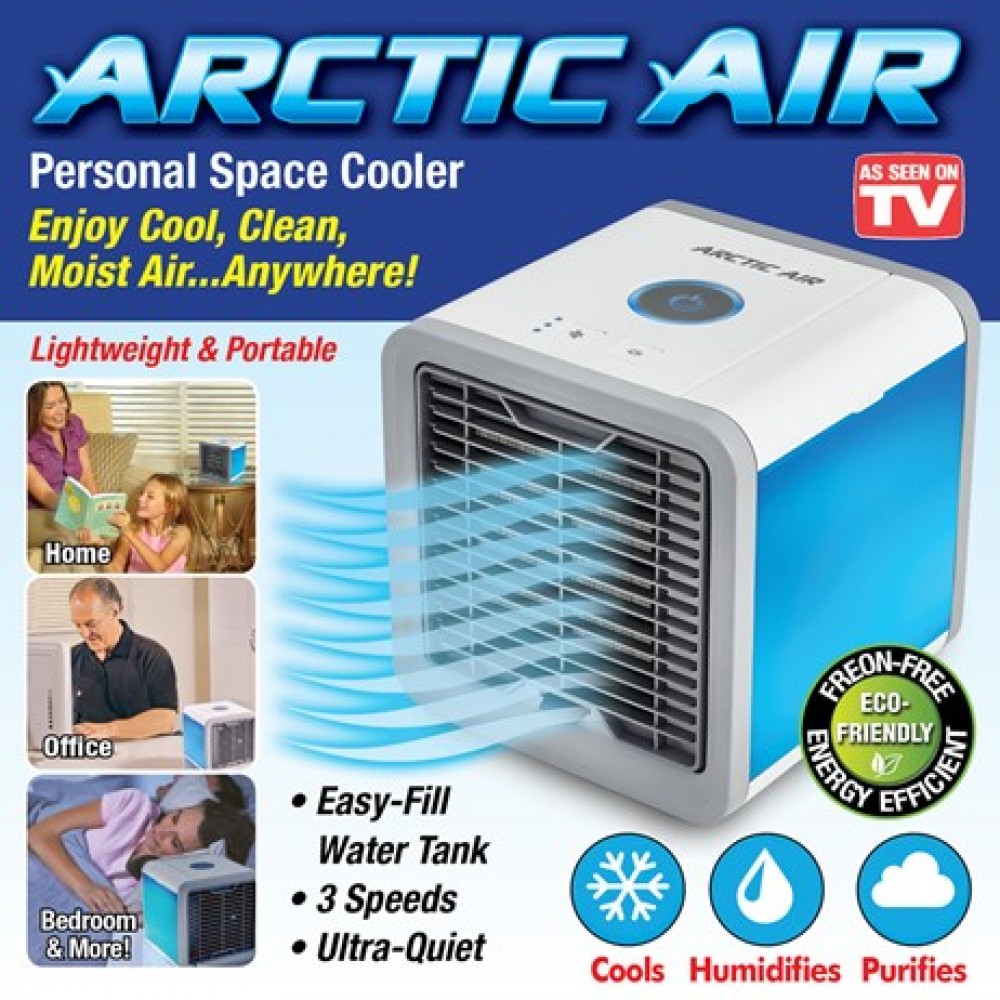 ARCTIC AIR
Personal Space Cooler
Enjoy Cool, Clean,
Moist Air...Anywhere!
AS SEEN ON
TV
Lightweight & Portable
ARCTIC AIR
Home
Office
Bedroom
& More!
• Easy-Fill
Water Tank
• 3 Speeds
• Ultra-Quiet
FREON-FREE
ECO-
FRIENDLY
ENERGY EFFICIENT
Cools
Humidifies
Purifies